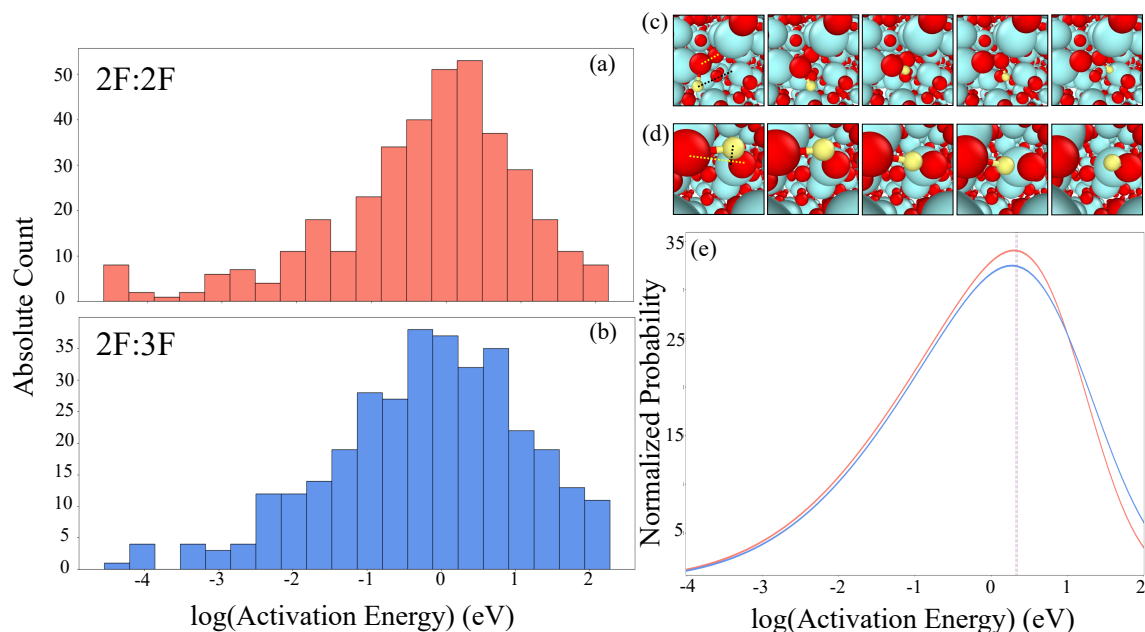 2F:2F
(a)
50
40
30
20
10
0
Absolute Count
2F:3F
(b)
35
30
25
20
15
10
5
0
-4
-3
-2
-1
0
1
2
log(Activation Energy) (eV)
(c)
(d)
(e)
35
25
15
5
Normalized Probability
-4
-3
-2
-1
0
1
2
log(Activation Energy) (eV)